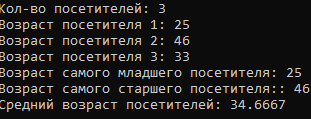 Кол-во посетителей: 3
Возраст посетителя 1: 25
Возраст посетителя 2: 46
Возраст посетителя 3: 33
Возраст самого младшего посетителя: 25
Возраст самого старшего посетителя:: 46
Средний возраст посетителей: 34.6667